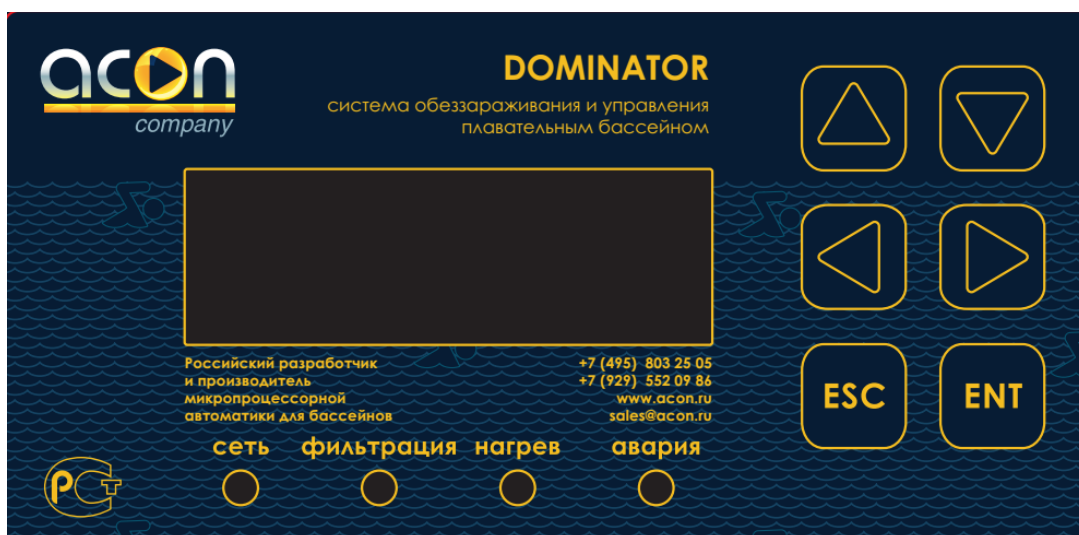 acon
company
DOMINATOR
система обеззараживания и управления
плавательным бассейном
Российский разработчик
и производитель
микропроцессорной
автоматики для бассейнов
+7 (495) 803 25 05
+7 (929) 552 09 86
www.acon.ru
sales@acon.ru
сеть фильтрация нагрев авария
ESC ENT
РСТ